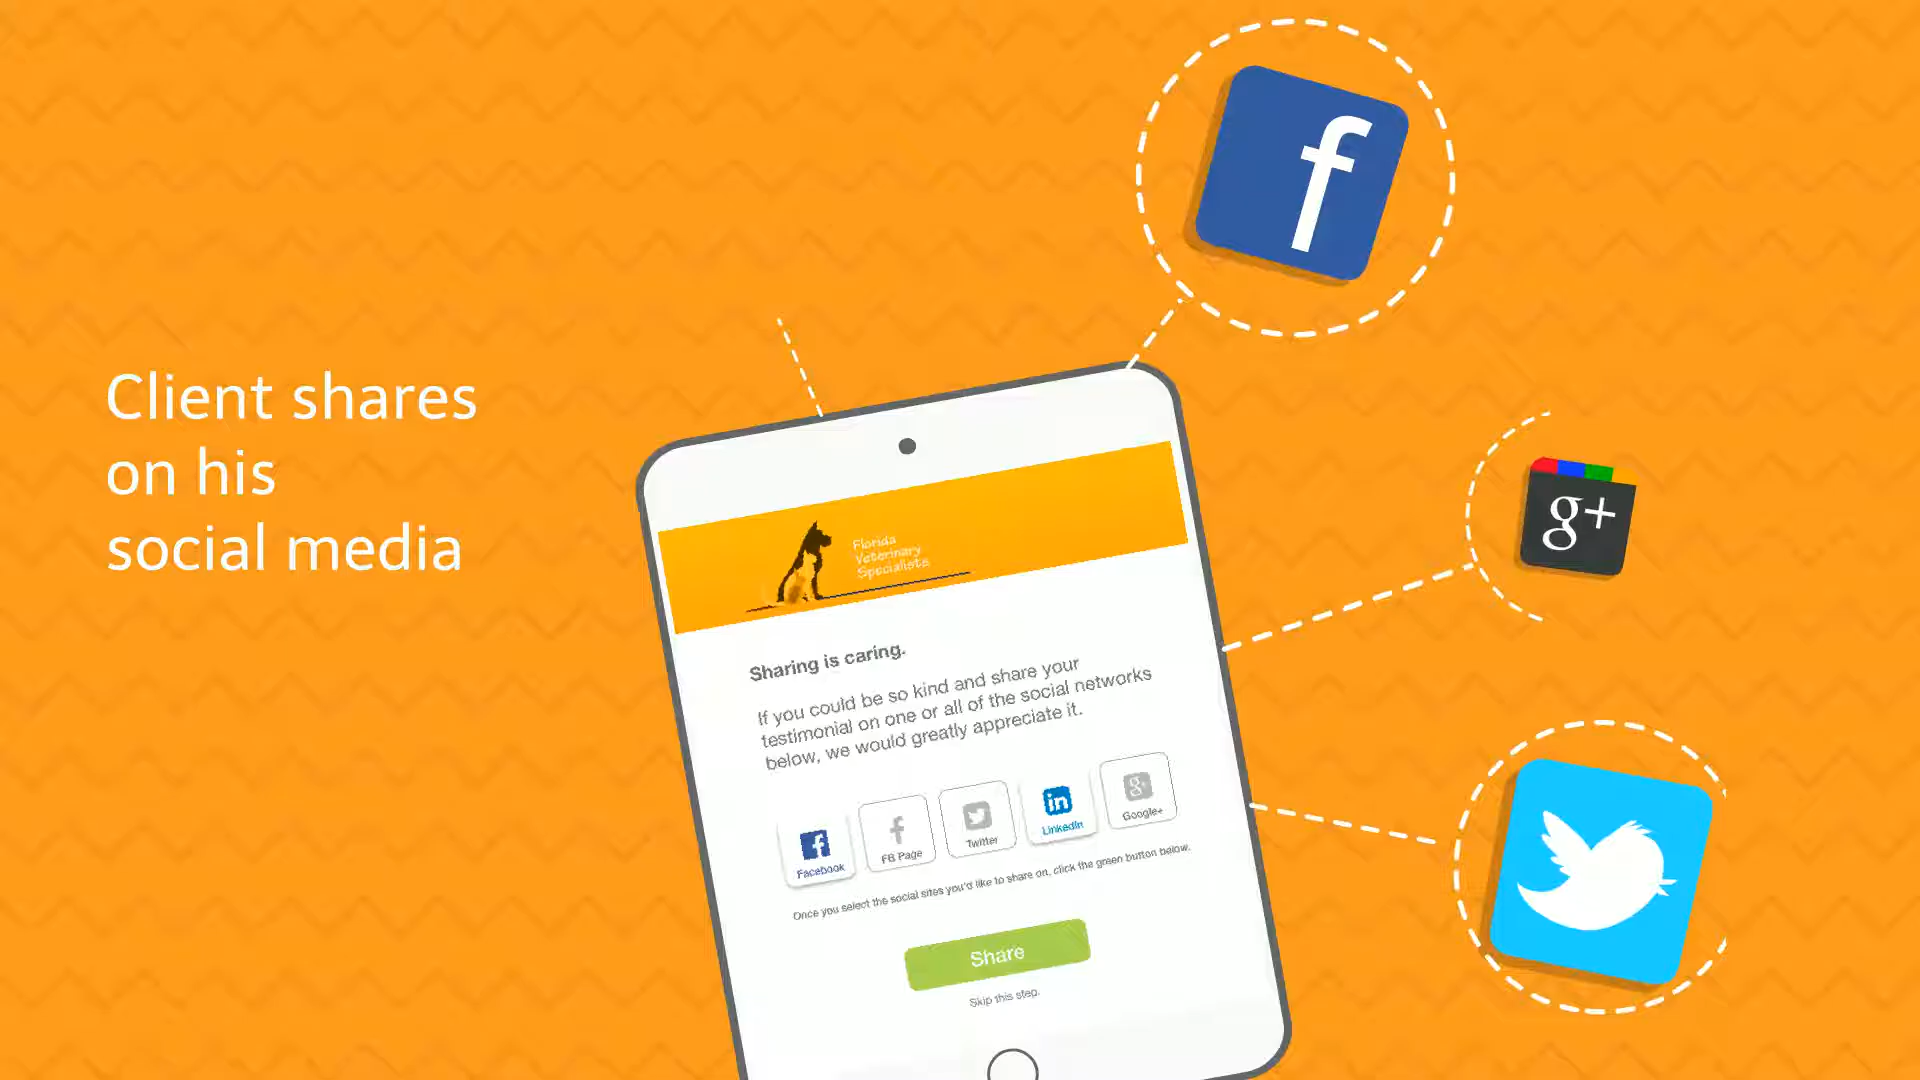 Client shares
on his
social media
f
g+
Florida
Veterinary
Specialists
Sharing is caring.
If you could be so kind and share your
testimonial on one or all of the social networks
below, we would greatly appreciate it.
f
f
in
g+
Facebook
FB Page
Twitter
LinkedIn
Google+
Once you select the social sites you'd like to share on, click the green button below.
Share
Skip this step.